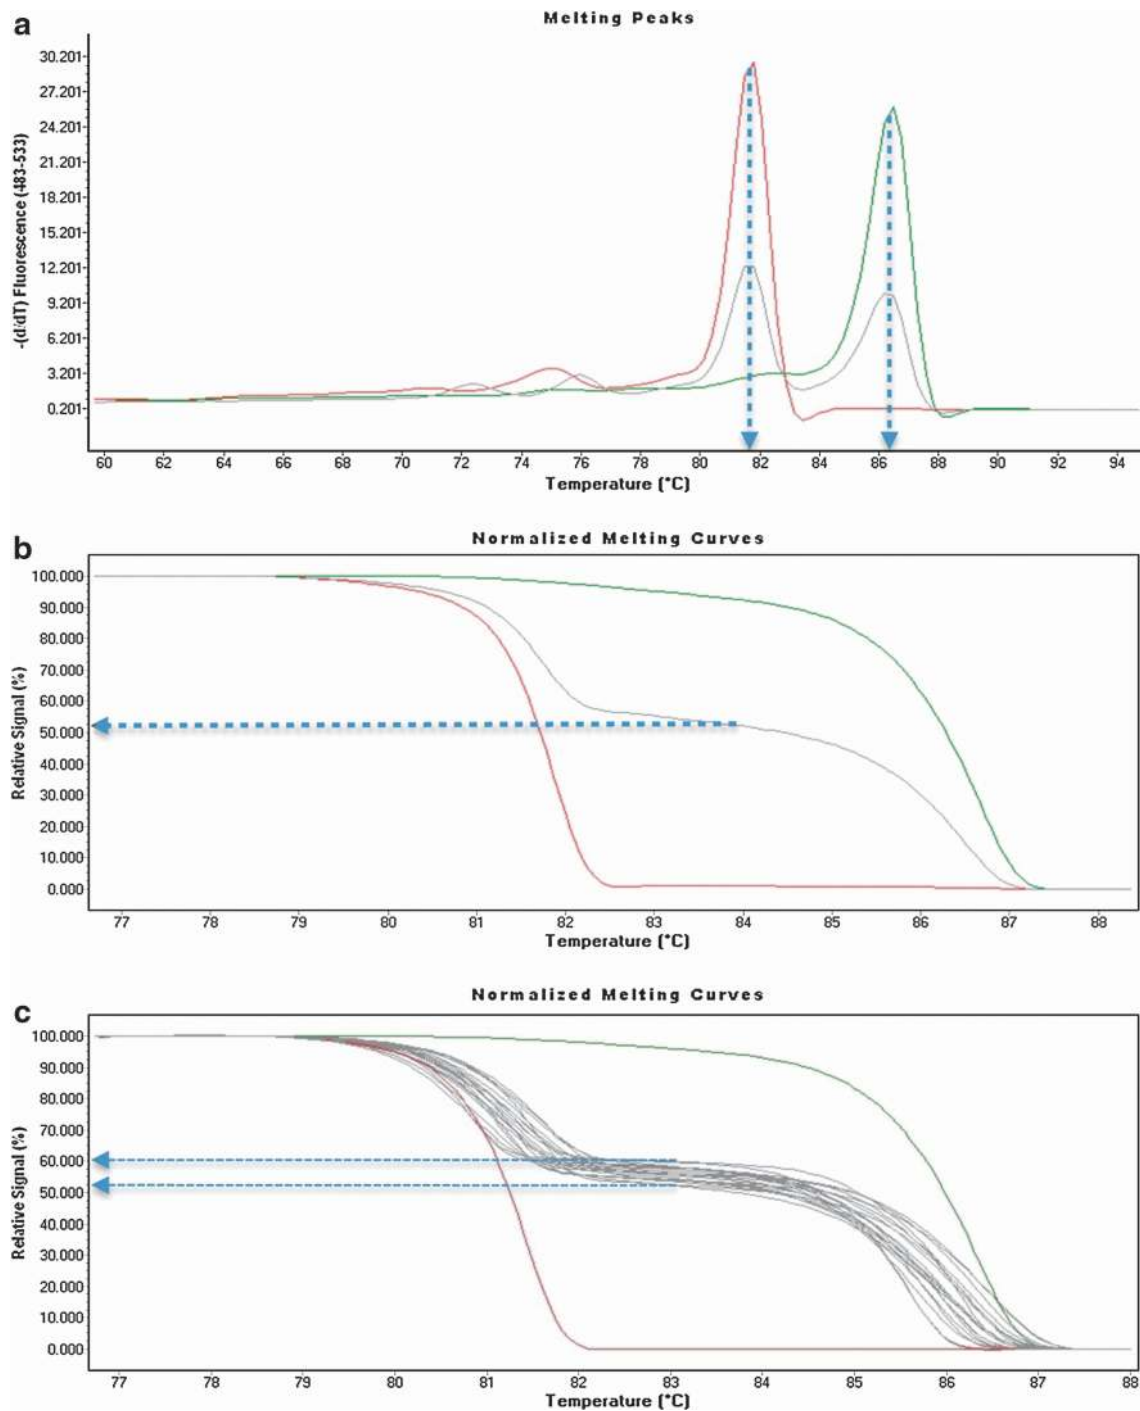 a
Melting Peaks
-(d/dT) Fluorescence (483-533)
30.201
27.201
24.201
21.201
18.201
15.201
12.201
9.201
6.201
3.201
0.201
60 62 64 66 68 70 72 74 76 78 80 82 84 86 88 90 92 94
Temperature (°C)
b
Normalized Melting Curves
Relative Signal (%)
100.000
90.000
80.000
70.000
60.000
50.000
40.000
30.000
20.000
10.000
0.000
77 78 79 80 81 82 83 84 85 86 87 88
Temperature (°C)
c
Normalized Melting Curves
Relative Signal (%)
100.000
90.000
80.000
70.000
60.000
50.000
40.000
30.000
20.000
10.000
0.000
77 78 79 80 81 82 83 84 85 86 87 88
Temperature (°C)